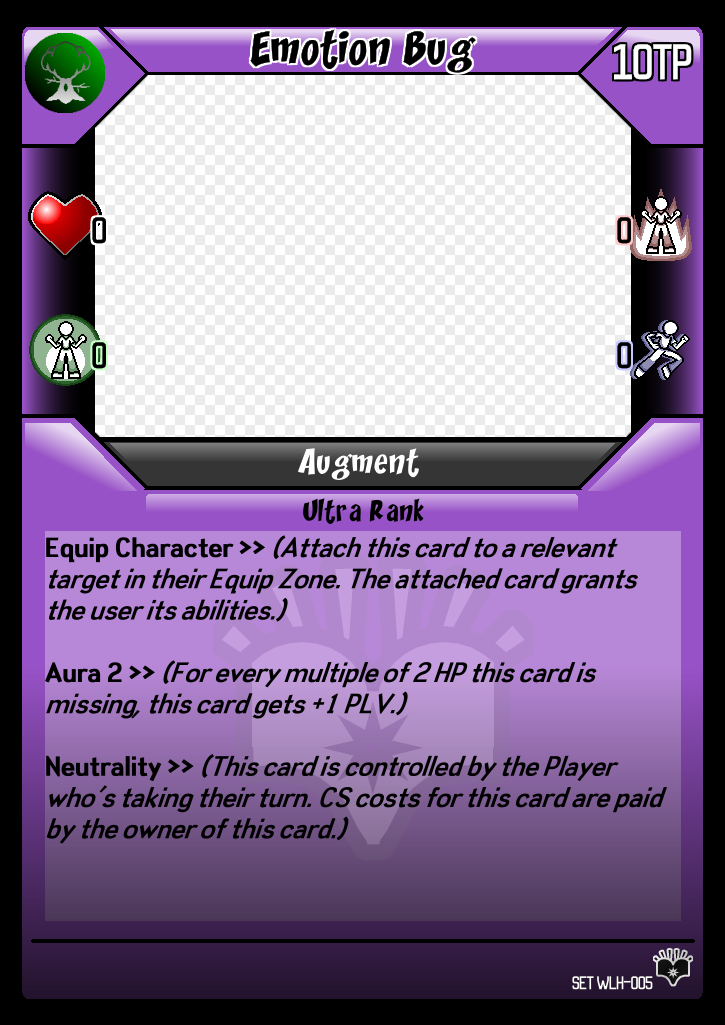 Emotion Bug
10TP
0
0
0
0
Augment
Ultra Rank
Equip Character >> (Attach this card to a relevant
target in their Equip Zone. The attached card grants
the user its abilities.)
Aura 2 >> (For every multiple of 2 HP this card is
missing, this card gets +1 PLV.)
Neutrality >> (This card is controlled by the Player
who's taking their turn. CS costs for this card are paid
by the owner of this card.)
SET WLH-005